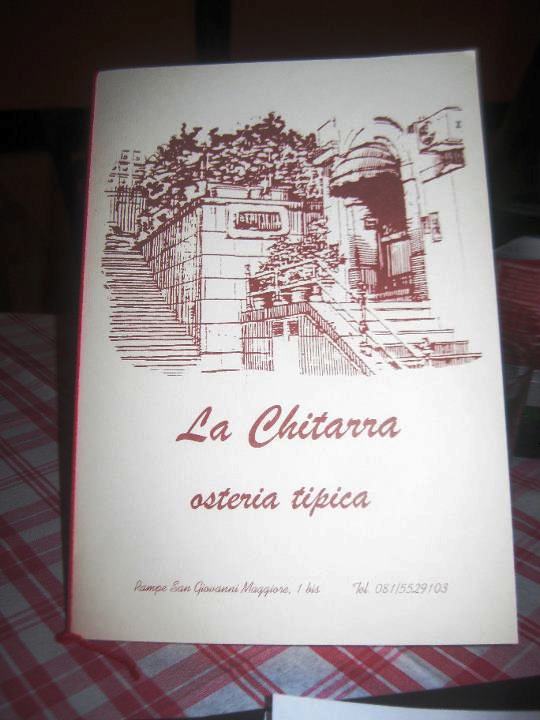 La Chitarra
osteria tipica
Rampe San Giovanni Maggiore, 1 bis Tel. 081/5529103